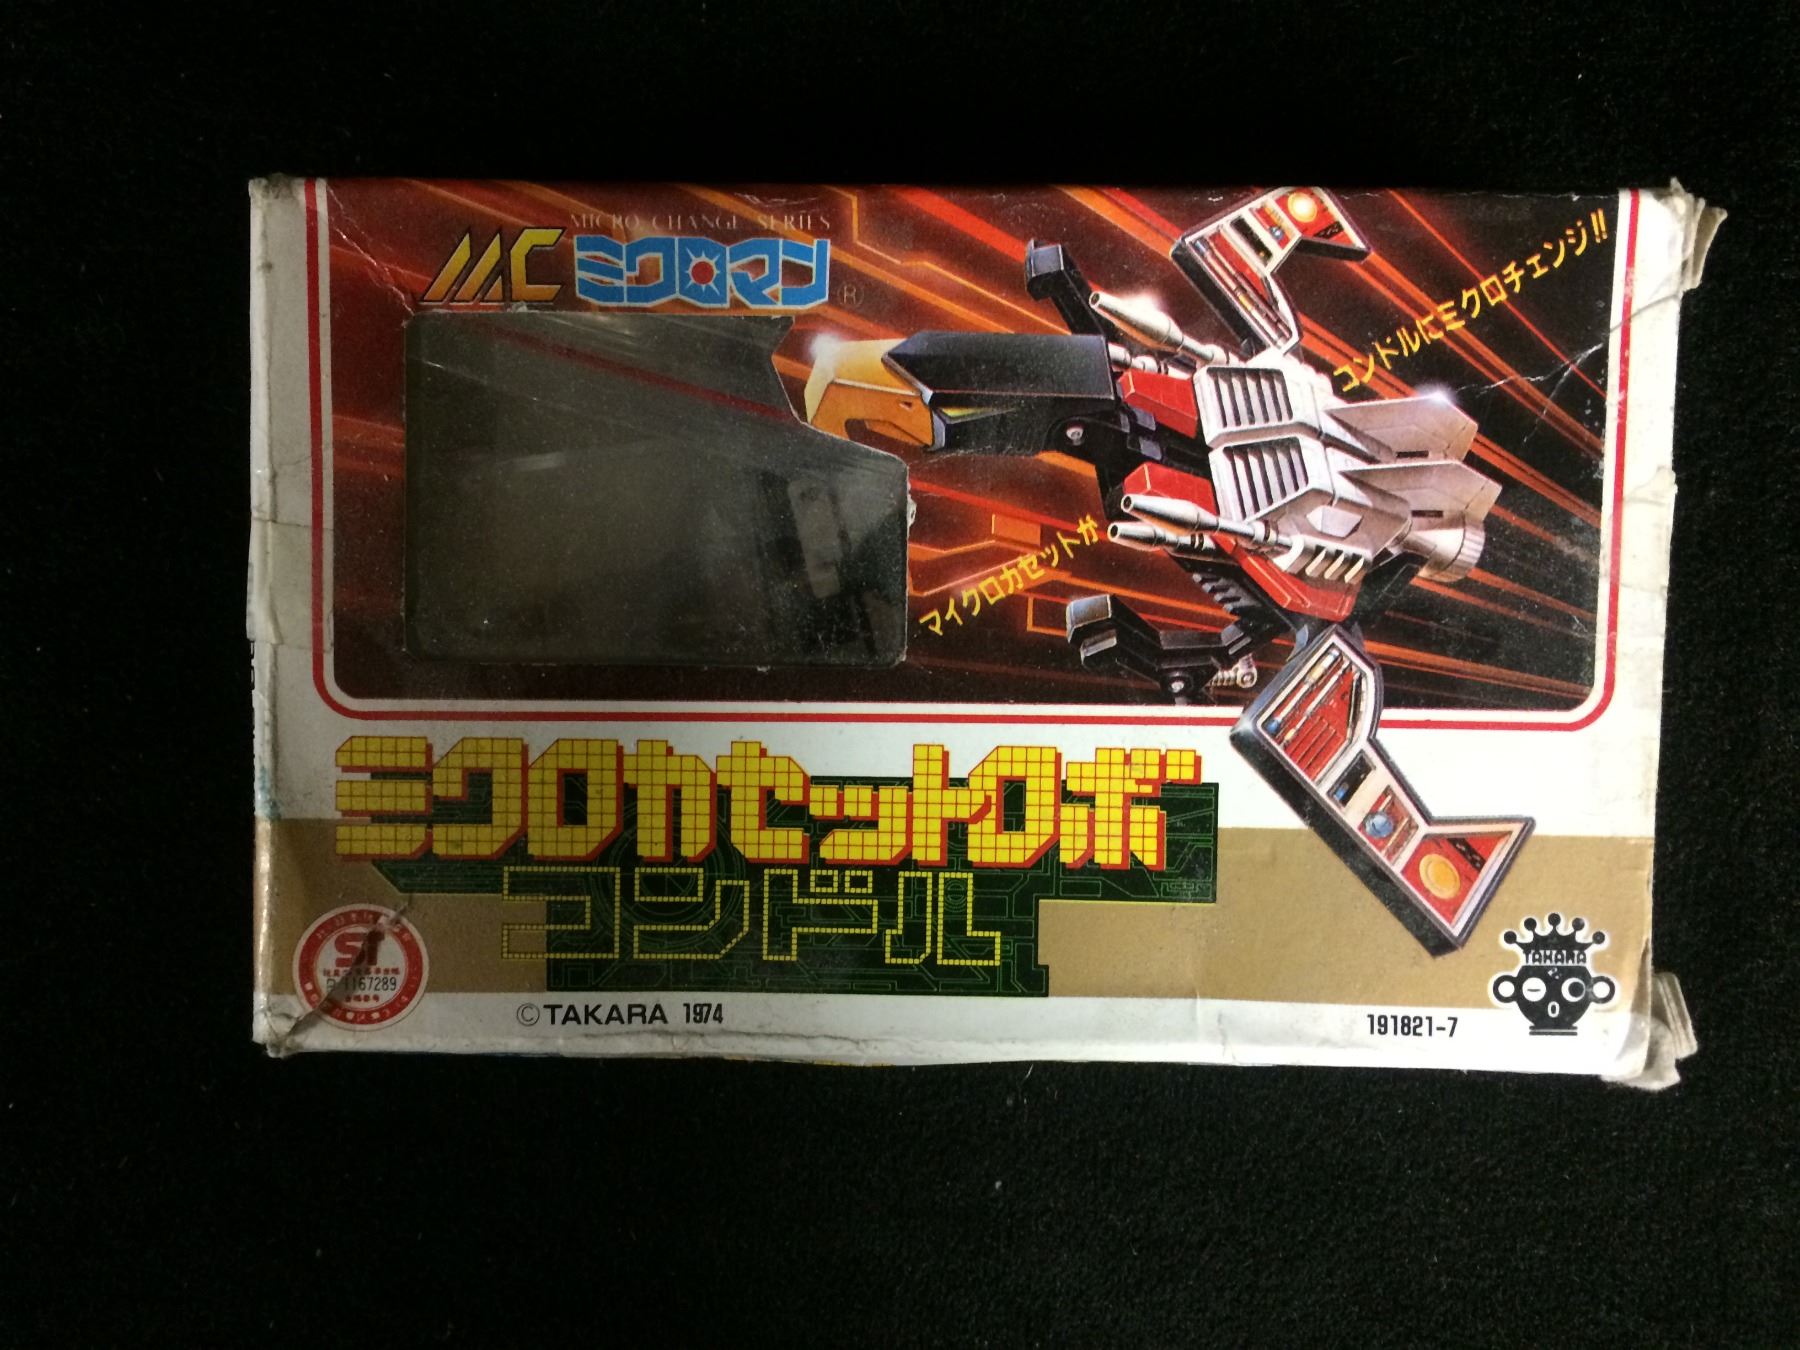 MICRO CHANGE SERIES
MC ミクロマン ®
コンドルにミクロチェンジ!!
マイクロカセットが
ミクロカセットロボ
コンドル
ST
1167289
©TAKARA 1974
191821-7
TAKARA